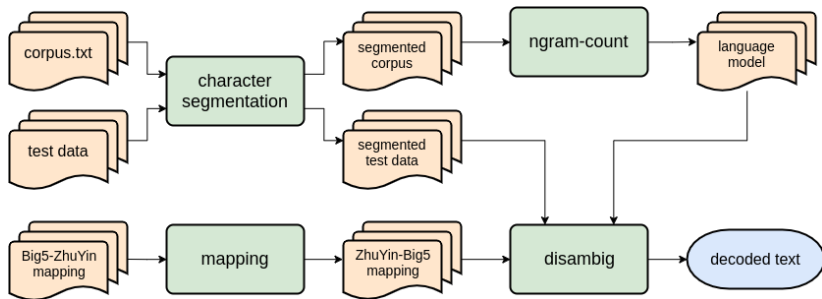 corpus.txt
character
segmentation
segmented
corpus
ngram-count
language
model
test data
segmented
test data
Big5-ZhuYin
mapping
mapping
ZhuYin-Big5
mapping
disambig
decoded text